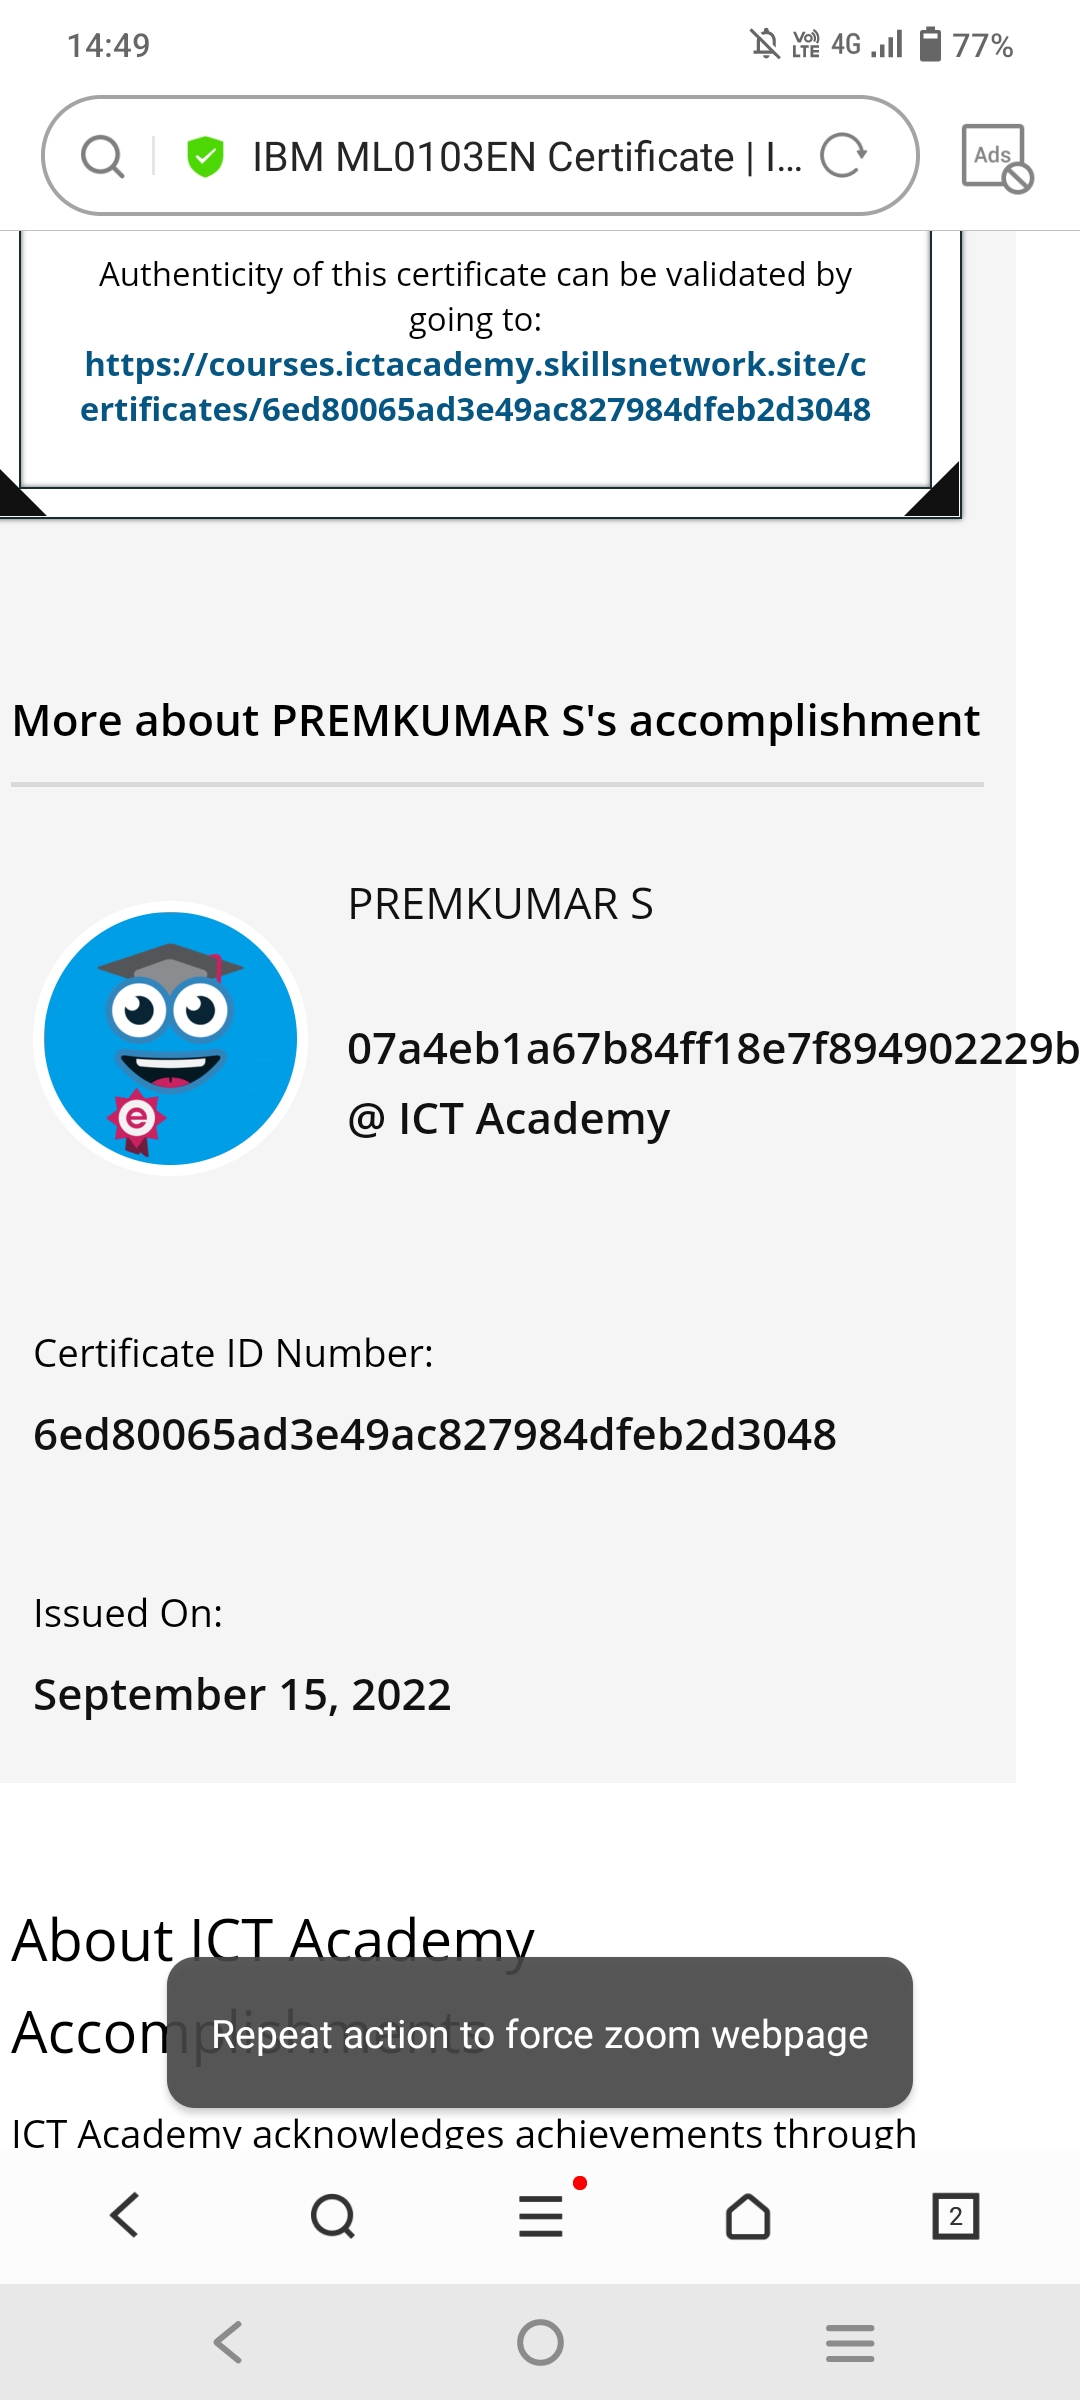 14:49
Vo)) LTE 4G 77%
IBM ML0103EN Certificate | I...
Ads
Authenticity of this certificate can be validated by
going to:
https://courses.ictacademy.skillsnetwork.site/c
ertificates/6ed80065ad3e49ac827984dfeb2d3048
More about PREMKUMAR S's accomplishment
PREMKUMAR S
07a4eb1a67b84ff18e7f894902229b
@ ICT Academy
e
Certificate ID Number:
6ed80065ad3e49ac827984dfeb2d3048
Issued On:
September 15, 2022
About ICT Academy
Accomplishments
Repeat action to force zoom webpage
ICT Academy acknowledges achievements through
2